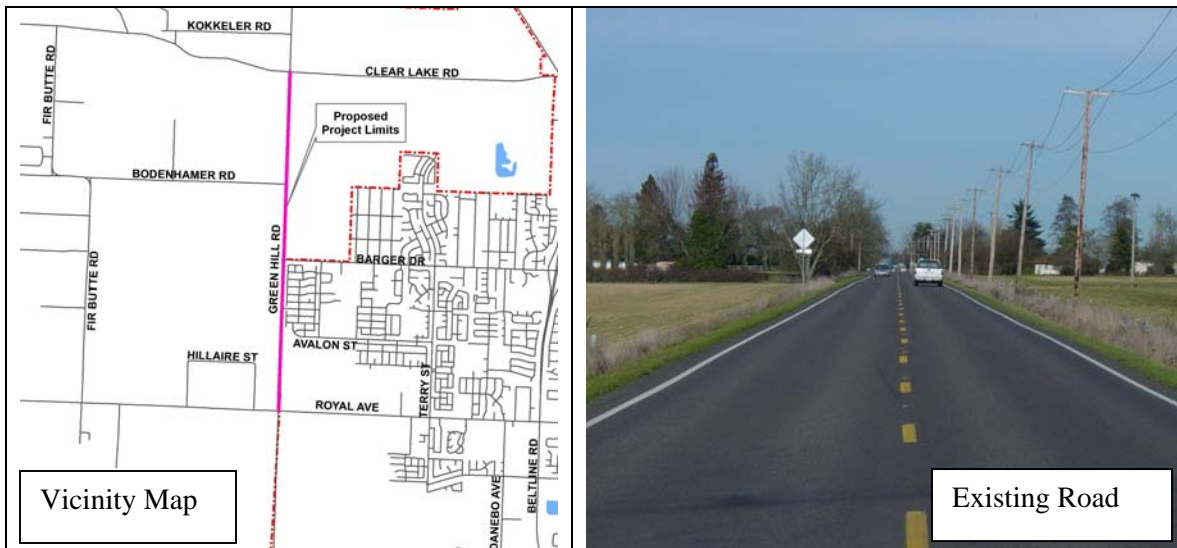 KOKKELER RD
FIR BUTTE RD
CLEAR LAKE RD
Proposed
Project Limits
BODENHAMER RD
GREEN HILL RD
BARGER DR
FIR BUTTE RD
AVALON ST
HILLAIRE ST
TERRY ST
ROYAL AVE
BELTLINE RD
DANEBO AVE
Vicinity Map
Existing Road